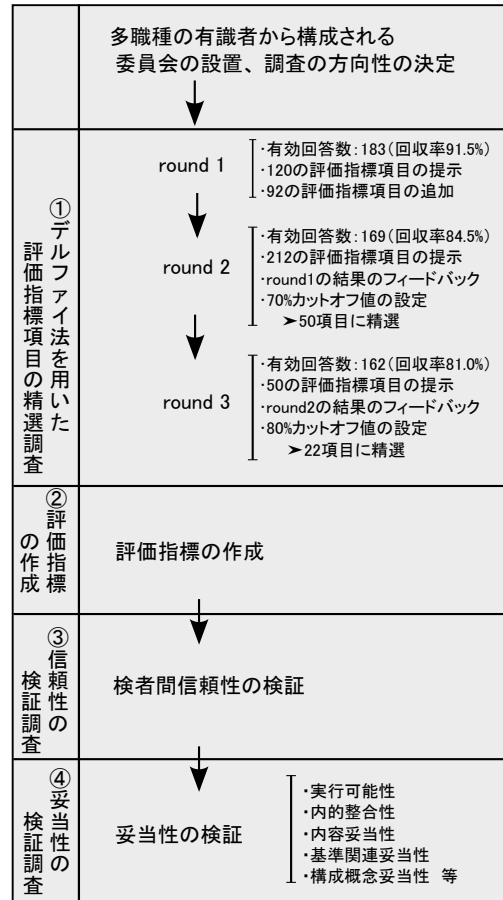 多職種の有識者から構成される
委員会の設置、調査の方向性の決定
①デルファイ法を用いた
評価指標項目の精選調査
round 1
・有効回答数：183（回収率91.5%）
・120の評価指標項目の提示
・92の評価指標項目の追加
round 2
・有効回答数：169（回収率84.5%）
・212の評価指標項目の提示
・round1の結果のフィードバック
・70%カットオフ値の設定
➤50項目に精選
round 3
・有効回答数：162（回収率81.0%）
・50の評価指標項目の提示
・round2の結果のフィードバック
・80%カットオフ値の設定
➤22項目に精選
②評価指標
の作成
評価指標の作成
③信頼性の
検証調査
検者間信頼性の検証
④妥当性の
検証調査
妥当性の検証
・実行可能性
・内的整合性
・内容妥当性
・基準関連妥当性
・構成概念妥当性 等